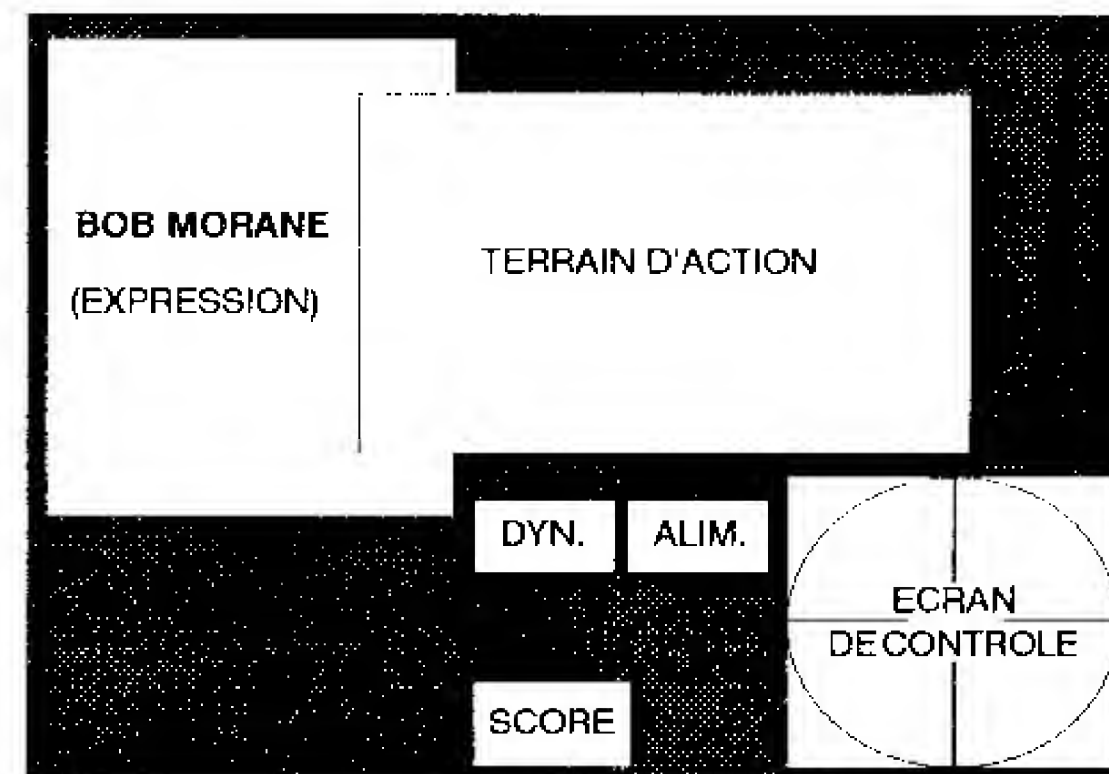 BOB MORANE
(EXPRESSION)
TERRAIN D'ACTION
DYN.
ALIM.
ECRAN
DE CONTROLE
SCORE